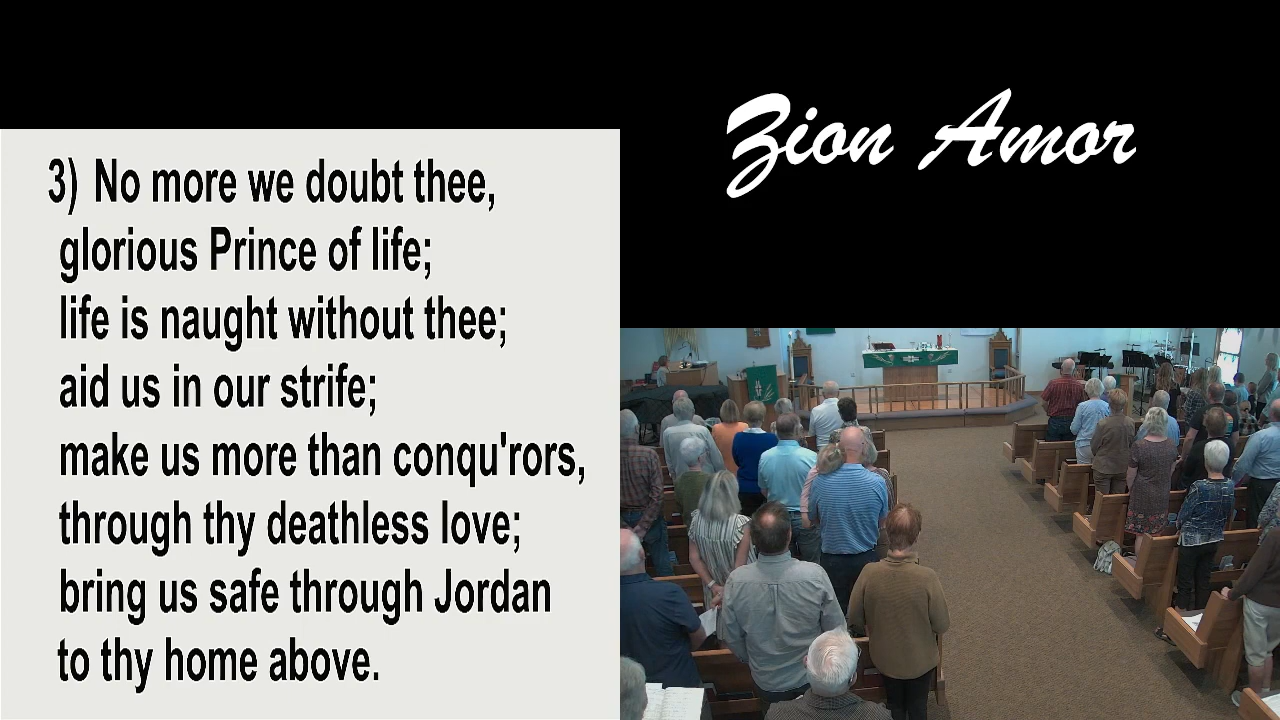 Zion Amor
3) No more we doubt thee,
glorious Prince of life;
life is naught without thee;
aid us in our strife;
make us more than conqu'rors,
through thy deathless love;
bring us safe through Jordan
to thy home above.